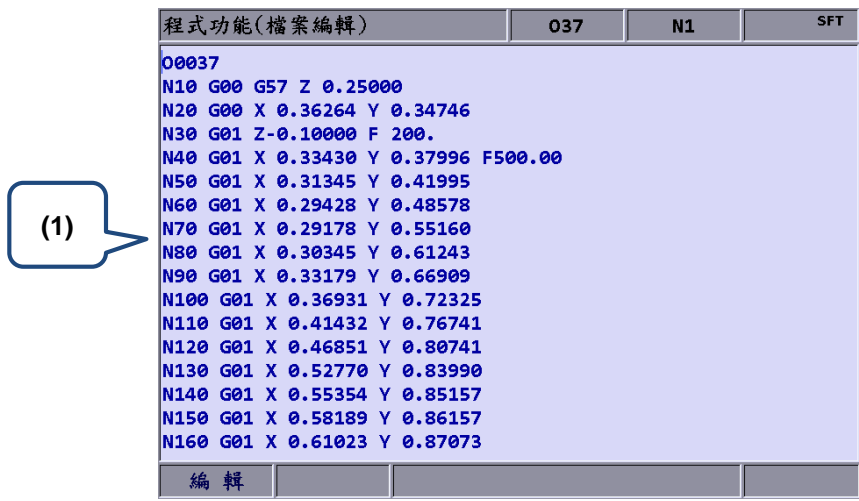 程式功能(檔案編輯) O37 N1 SFT
O0037
N10 G00 G57 Z 0.25000
N20 G00 X 0.36264 Y 0.34746
N30 G01 Z-0.10000 F 200.
N40 G01 X 0.33430 Y 0.37996 F500.00
N50 G01 X 0.31345 Y 0.41995
N60 G01 X 0.29428 Y 0.48578
(1)
N70 G01 X 0.29178 Y 0.55160
N80 G01 X 0.30345 Y 0.61243
N90 G01 X 0.33179 Y 0.66909
N100 G01 X 0.36931 Y 0.72325
N110 G01 X 0.41432 Y 0.76741
N120 G01 X 0.46851 Y 0.80741
N130 G01 X 0.52770 Y 0.83990
N140 G01 X 0.55354 Y 0.85157
N150 G01 X 0.58189 Y 0.86157
N160 G01 X 0.61023 Y 0.87073
編 輯